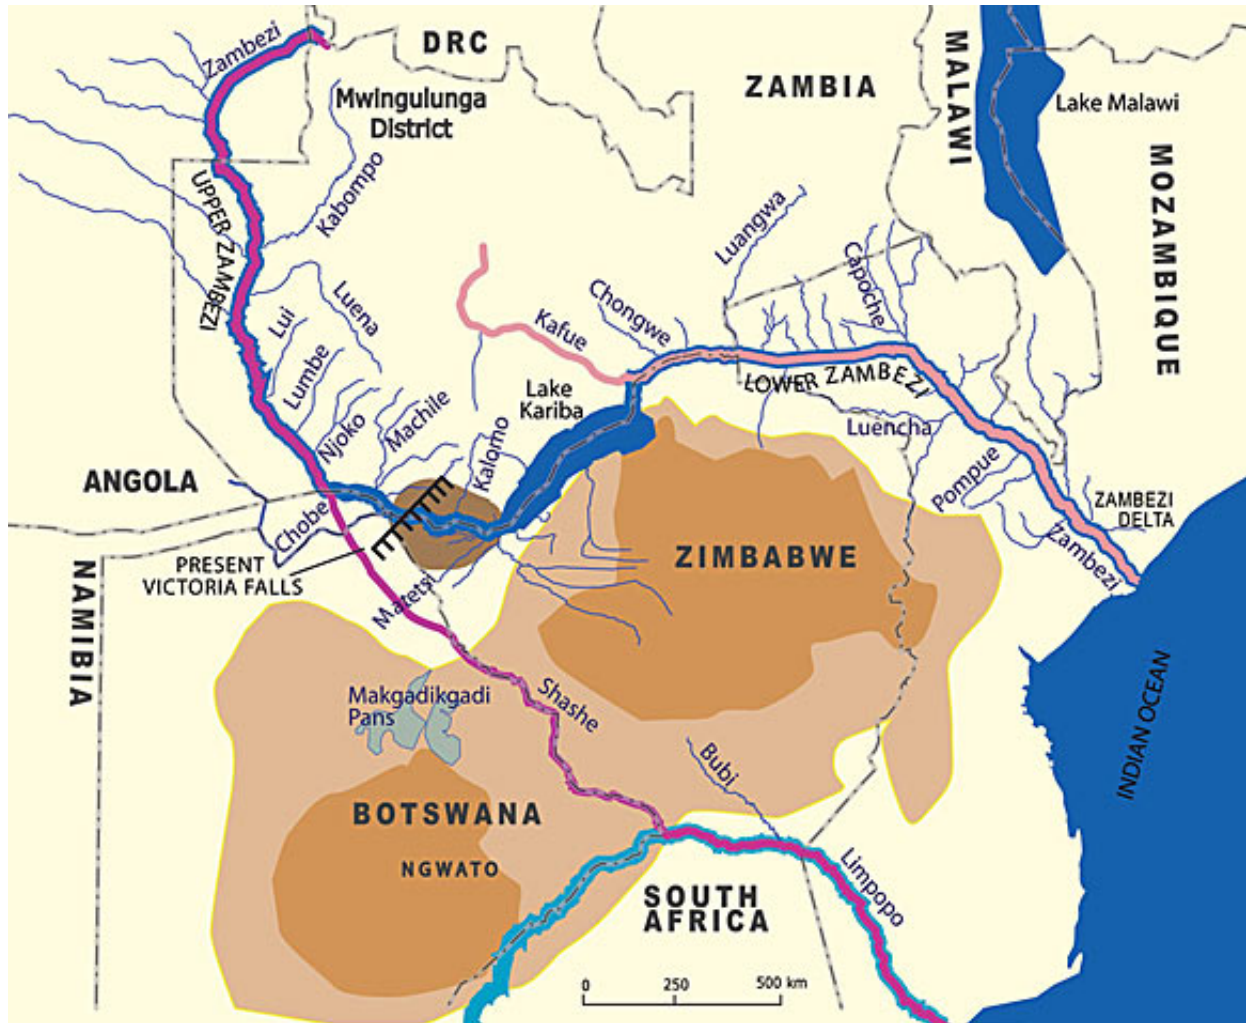 Zambezi
DRC
Mwingulunga
District
ZAMBIA
MALAWI
Lake Malawi
MOZAMBIQUE
UPPER ZAMBEZI
Kabompo
Luangwa
Capoche
Luena
Lui
Lumbe
Chongwe
Kafue
Lake
Kariba
LOWER ZAMBEZI
Njoko
Machile
Kalomo
Luencha
Pompue
ANGOLA
ZAMBEZI
DELTA
Chobe
Zambezi
PRESENT
VICTORIA FALLS
ZIMBABWE
Matetsi
NAMIBIA
Makgadikgadi
Pans
Shashe
Bubi
INDIAN OCEAN
BOTSWANA
NGWATO
Limpopo
SOUTH
AFRICA
0 250 500 km